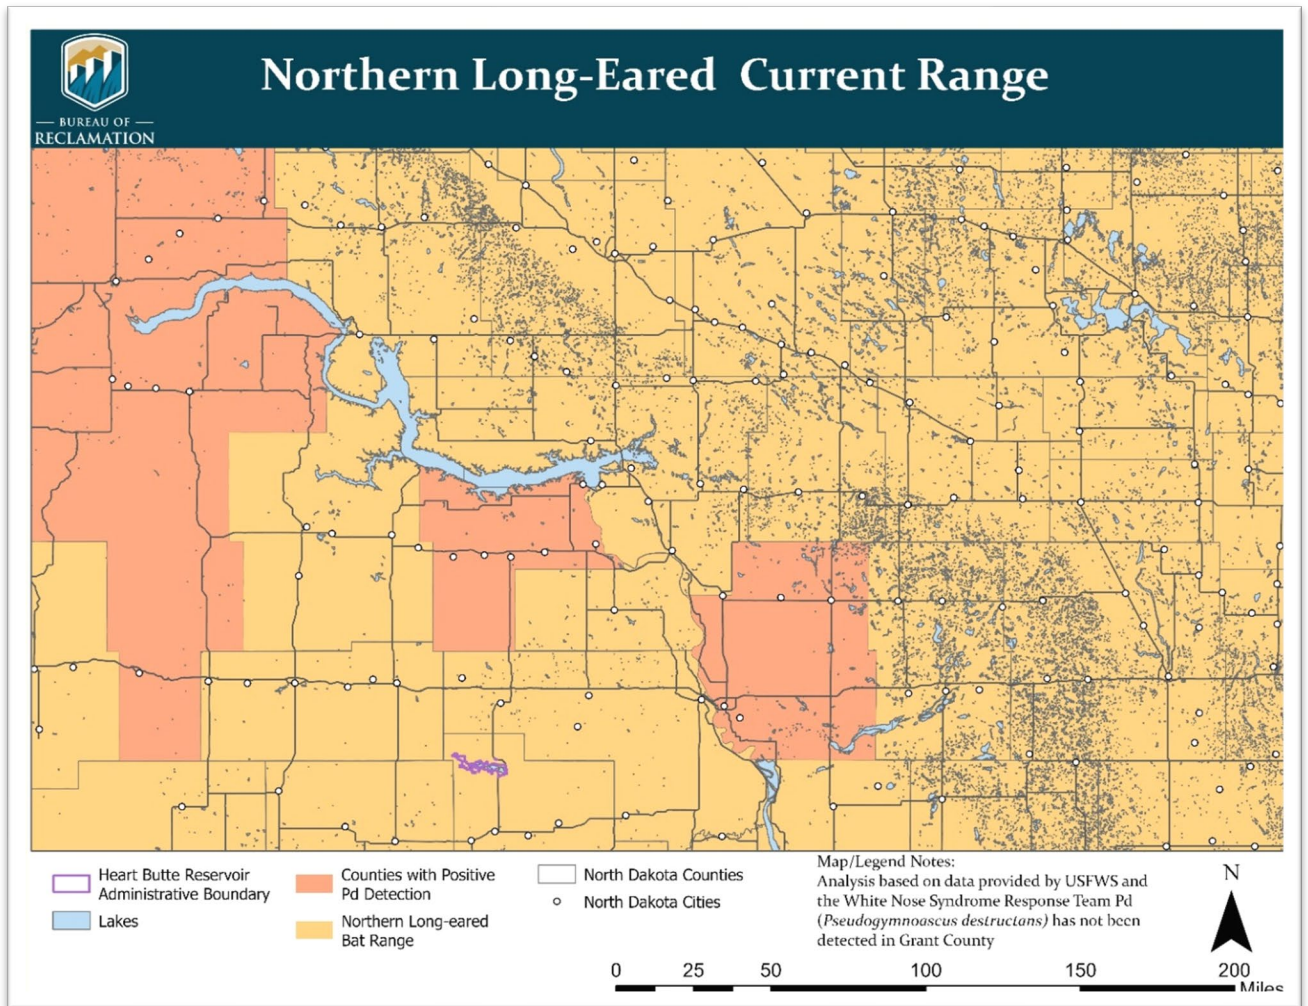 Northern Long-Eared Current Range
BUREAU OF
RECLAMATION
Heart Butte Reservoir
Administrative Boundary
Lakes
Counties with Positive
Pd Detection
Northern Long-eared
Bat Range
North Dakota Counties
North Dakota Cities
Map/Legend Notes:
Analysis based on data provided by USFWS and
the White Nose Syndrome Response Team Pd
(Pseudogymnoascus destructans) has not been
detected in Grant County
N
0 25 50 100 150 200
Miles